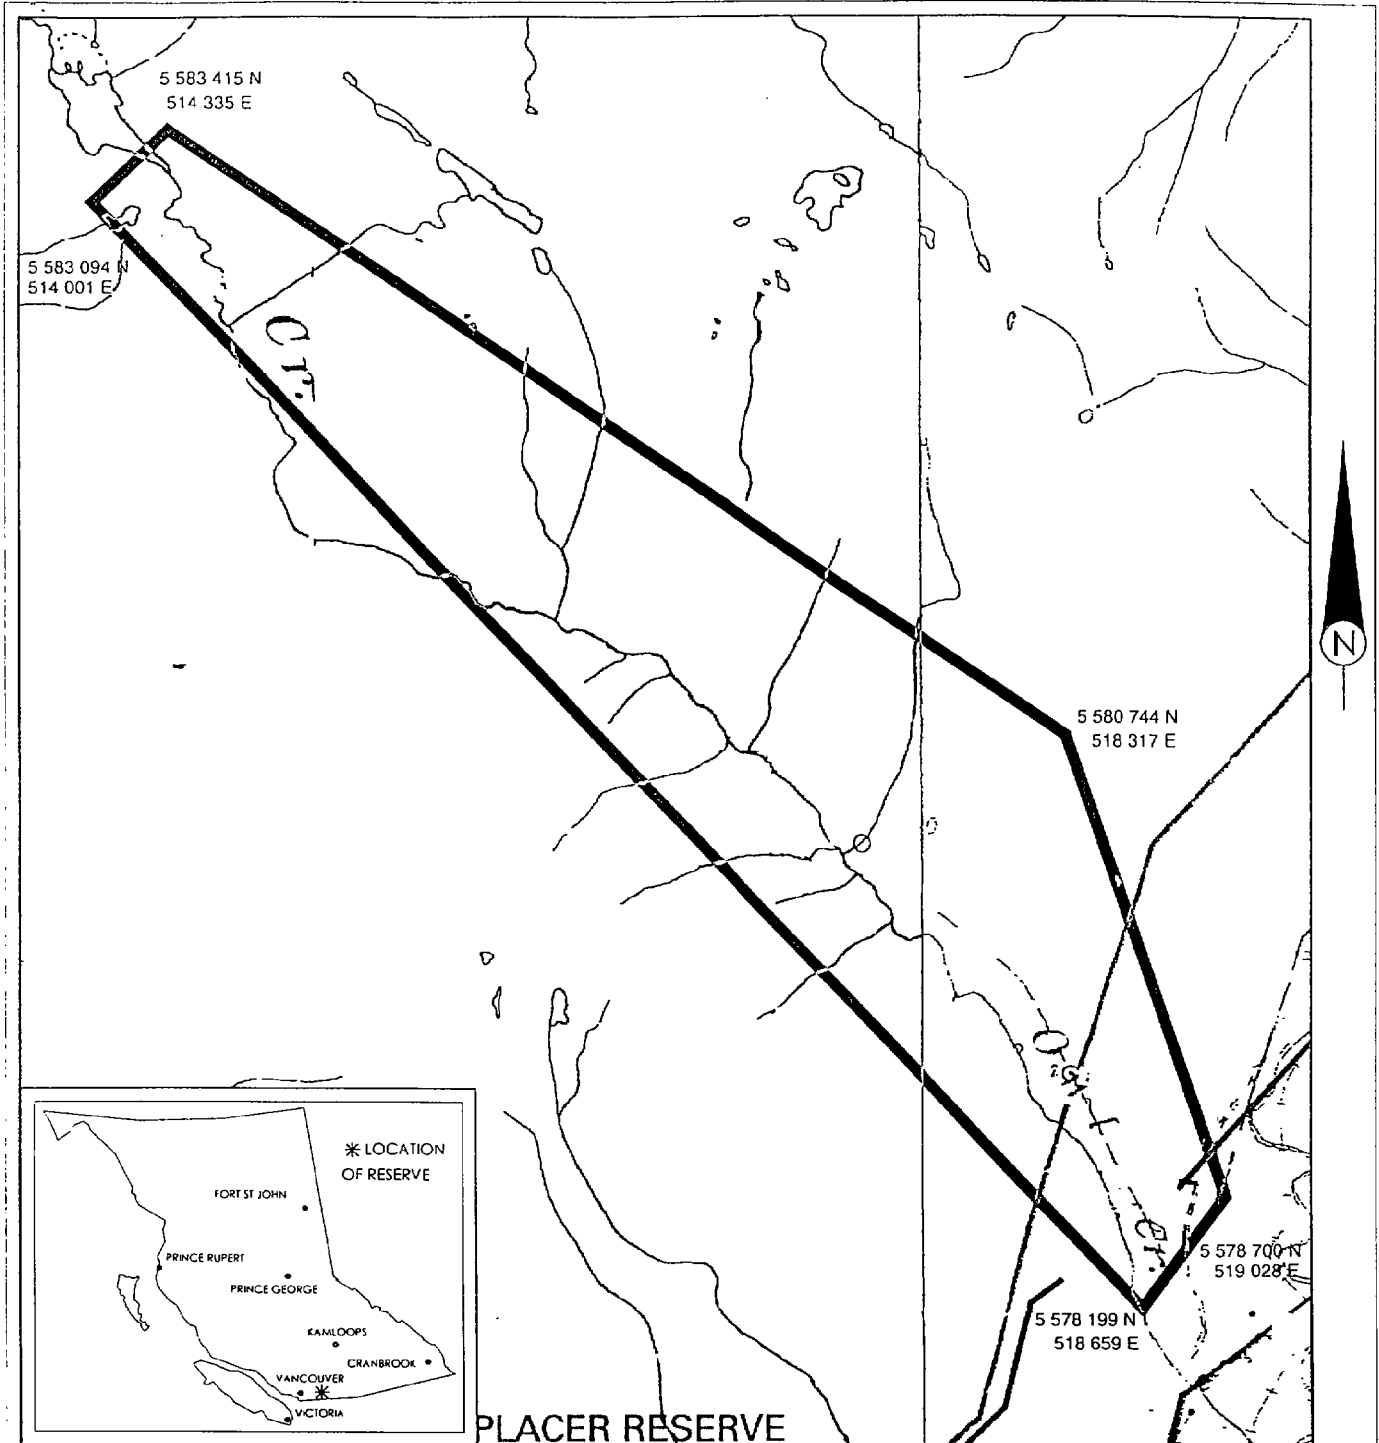 5 583 415 N
514 335 E
5 583 094 N
514 001 E
Cr.
N
5 580 744 N
518 317 E
Cr.
5 578 700 N
519 028 E
5 578 199 N
518 659 E
LOCATION
OF RESERVE
FORT ST JOHN
PRINCE RUPERT
PRINCE GEORGE
KAMLOOPS
CRANBROOK
VANCOUVER
VICTORIA
PLACER RESERVE